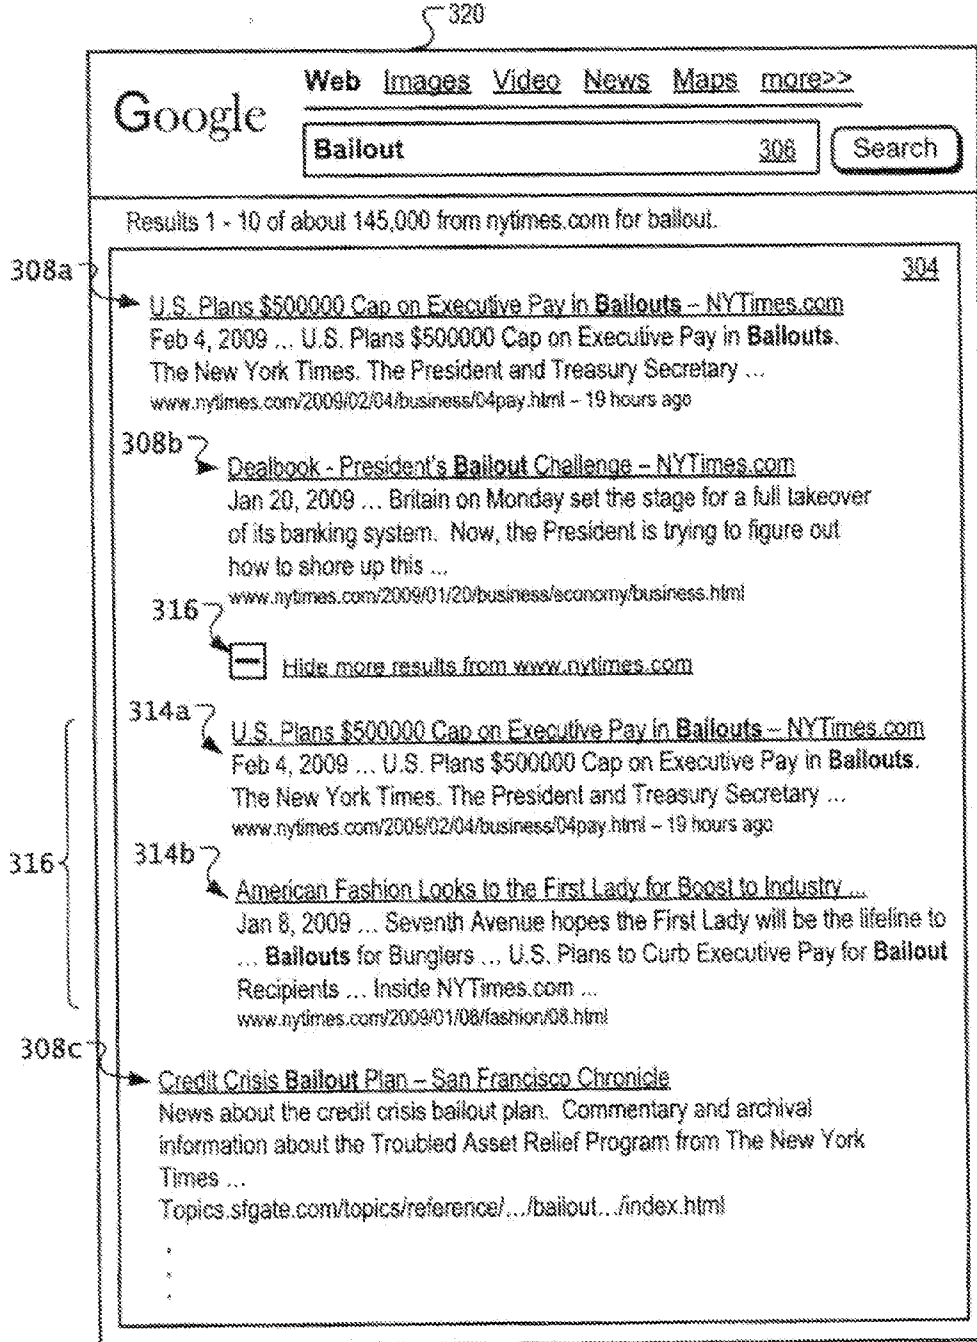 320
Google
Web Images Video News Maps more>>
Bailout 306 Search
Results 1 - 10 of about 145,000 from nytimes.com for bailout.
304
308a
U.S. Plans $500000 Cap on Executive Pay in Bailouts – NYTimes.com
Feb 4, 2009 ... U.S. Plans $500000 Cap on Executive Pay in Bailouts.
The New York Times. The President and Treasury Secretary ...
www.nytimes.com/2009/02/04/business/04pay.html – 19 hours ago
308b
Dealbook - President's Bailout Challenge – NYTimes.com
Jan 20, 2009 ... Britain on Monday set the stage for a full takeover
of its banking system. Now, the President is trying to figure out
how to shore up this ...
www.nytimes.com/2009/01/20/business/economy/business.html
316
Hide more results from www.nytimes.com
314a
U.S. Plans $500000 Cap on Executive Pay in Bailouts – NYTimes.com
Feb 4, 2009 ... U.S. Plans $500000 Cap on Executive Pay in Bailouts.
The New York Times. The President and Treasury Secretary ...
www.nytimes.com/2009/02/04/business/04pay.html – 19 hours ago
316
314b
American Fashion Looks to the First Lady for Boost to Industry ...
Jan 8, 2009 ... Seventh Avenue hopes the First Lady will be the lifeline to
... Bailouts for Bunglers ... U.S. Plans to Curb Executive Pay for Bailout
Recipients ... Inside NYTimes.com ...
www.nytimes.com/2009/01/08/fashion/08.html
308c
Credit Crisis Bailout Plan – San Francisco Chronicle
News about the credit crisis bailout plan. Commentary and archival
information about the Troubled Asset Relief Program from The New York
Times ...
Topics.sfgate.com/topics/reference/.../bailout.../index.html